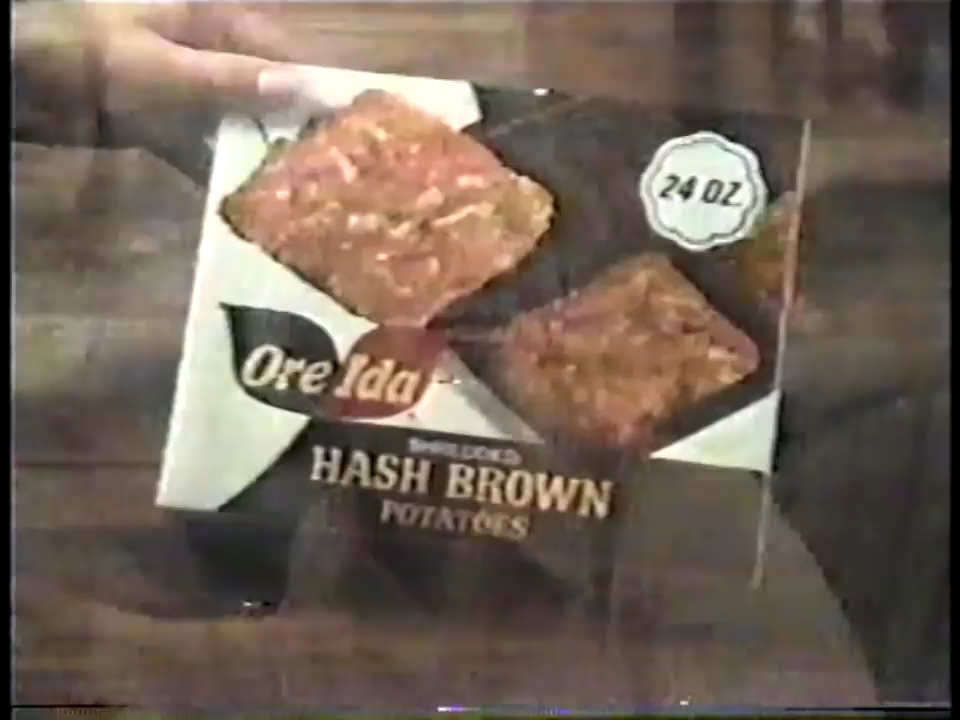 24 OZ.
Ore Ida
SHREDDED
HASH BROWN
POTATOES